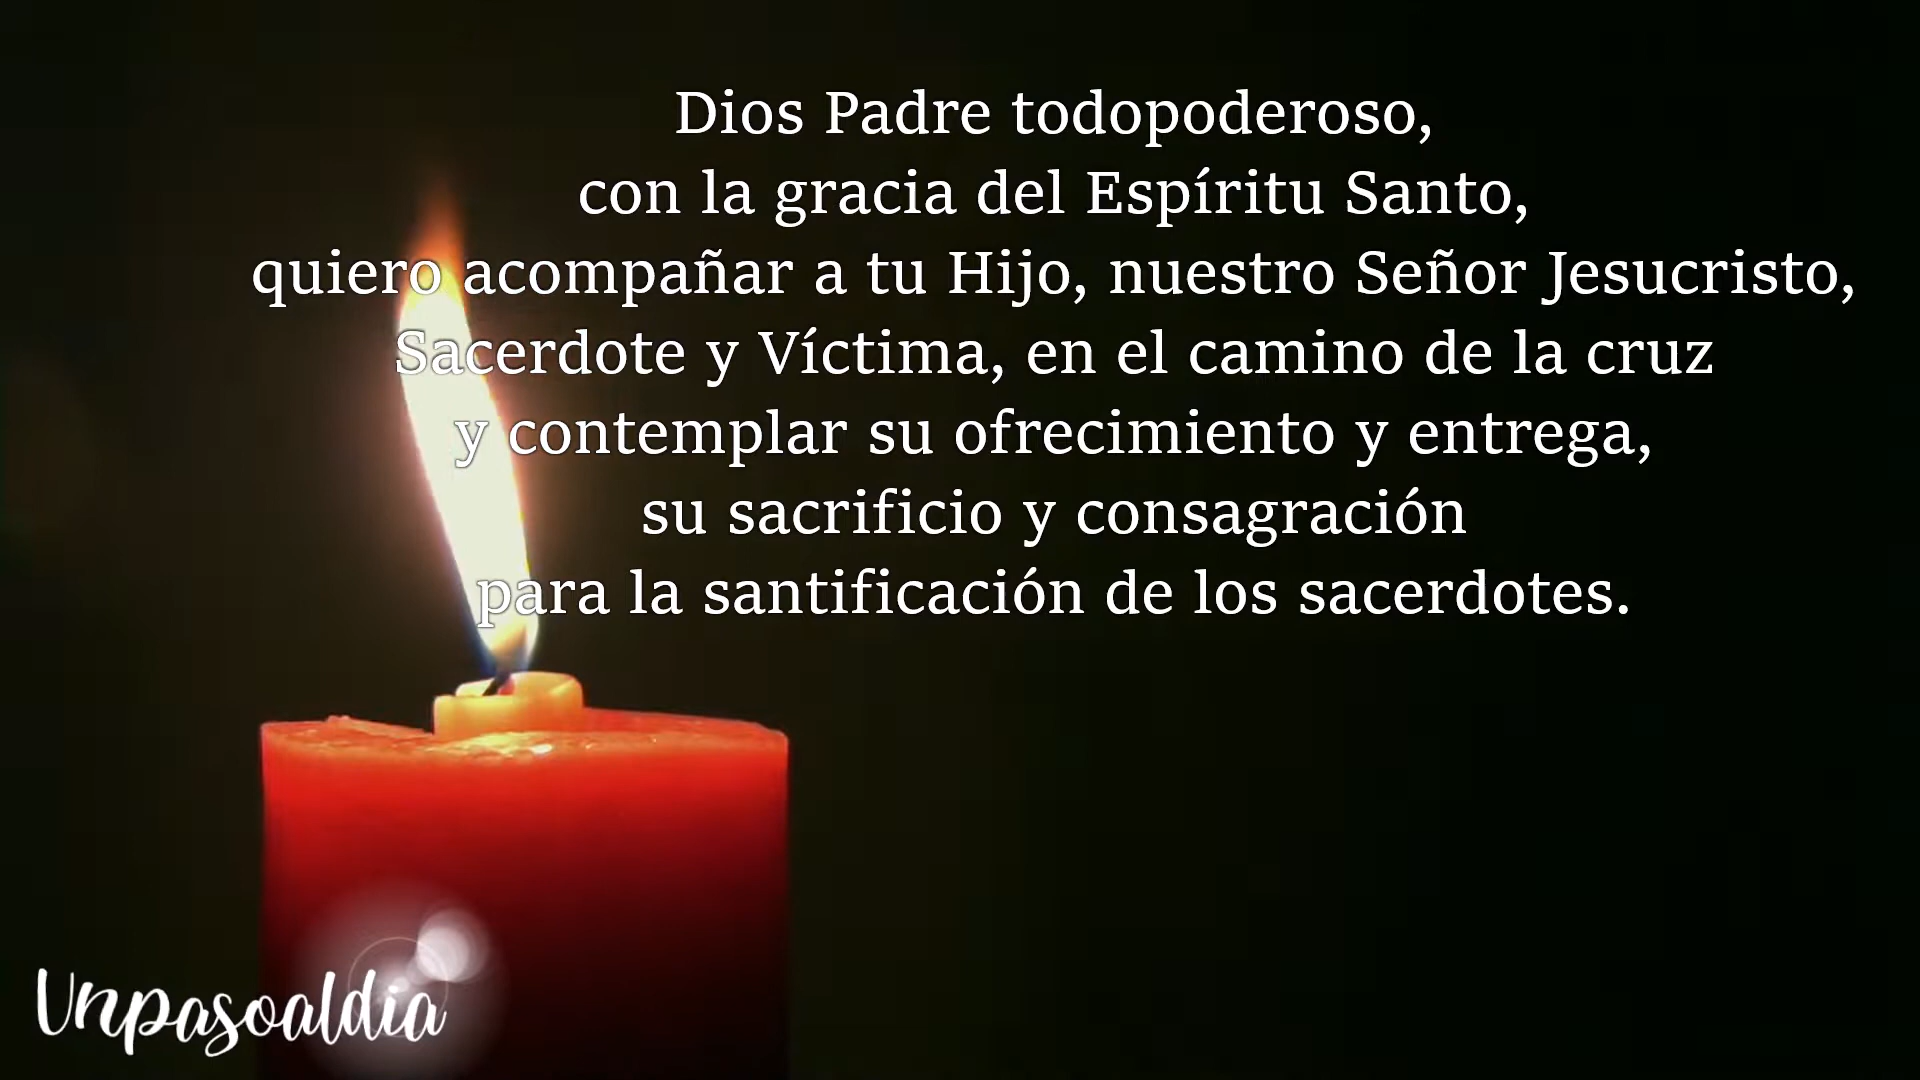 Dios Padre todopoderoso,
con la gracia del Espíritu Santo,
quiero acompañar a tu Hijo, nuestro Señor Jesucristo,
Sacerdote y Víctima, en el camino de la cruz
y contemplar su ofrecimiento y entrega,
su sacrificio y consagración
para la santificación de los sacerdotes.
Unpasoaldia